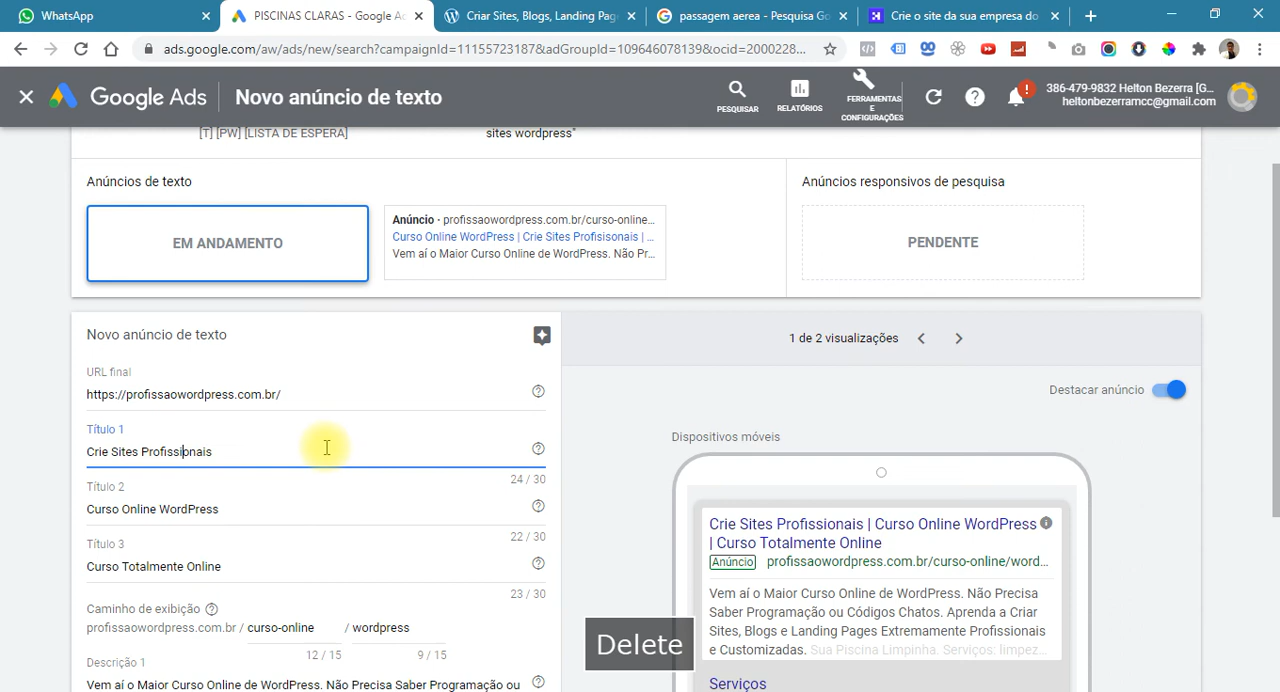 WhatsApp
PISCINAS CLARAS - Google Ad
Criar Sites, Blogs, Landing Page
passagem aerea - Pesquisa Go
Crie o site da sua empresa do
ads.google.com/aw/ads/new/search?campaignId=11155723187&adGroupId=109646078139&ocid=2000228...
Google Ads
Novo anúncio de texto
PESQUISAR
RELATÓRIOS
FERRAMENTAS
E
CONFIGURAÇÕES
386-479-9832 Helton Bezerra [G...
heltonbezerramcc@gmail.com
[T] [PW] [LISTA DE ESPERA]
sites wordpress"
Anúncios de texto
Anúncios responsivos de pesquisa
EM ANDAMENTO
Anúncio · profissaowordpress.com.br/curso-online...
Curso Online WordPress | Crie Sites Profisisonais | ...
Vem aí o Maior Curso Online de WordPress. Não Pr...
PENDENTE
Novo anúncio de texto
1 de 2 visualizações
URL final
https://profissaowordpress.com.br/
Destacar anúncio
Título 1
Crie Sites Profissionais
24 / 30
Dispositivos móveis
Título 2
Curso Online WordPress
22 / 30
Título 3
Curso Totalmente Online
23 / 30
Caminho de exibição
profissaowordpress.com.br / curso-online / wordpress
12 / 15
9 / 15
Descrição 1
Vem aí o Maior Curso Online de WordPress. Não Precisa Saber Programação ou
Crie Sites Profissionais | Curso Online WordPress
| Curso Totalmente Online
Anúncio profissaowordpress.com.br/curso-online/word...
Vem aí o Maior Curso Online de WordPress. Não Precisa
Saber Programação ou Códigos Chatos. Aprenda a Criar
Sites, Blogs e Landing Pages Extremamente Profissionais
e Customizadas. Sua Piscina Limpinha. Serviços: limpez...
Serviços
Delete